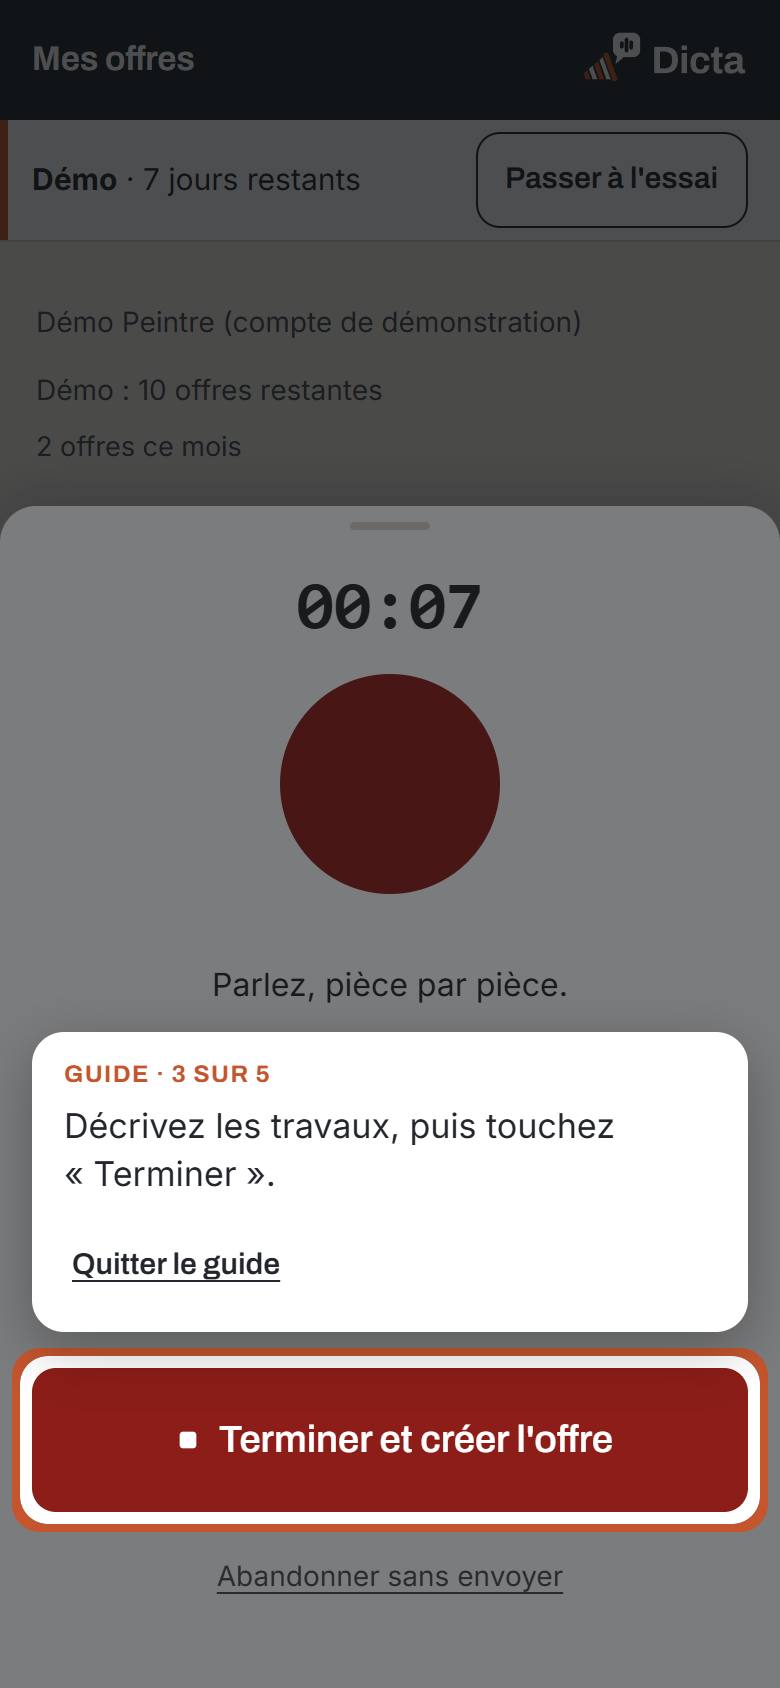 Mes offres
Dicta
Démo · 7 jours restants
Passer à l'essai
Démo Peintre (compte de démonstration)
Démo : 10 offres restantes
2 offres ce mois
00:07
Parlez, pièce par pièce.
GUIDE · 3 SUR 5
Décrivez les travaux, puis touchez
« Terminer ».
Quitter le guide
Terminer et créer l'offre
Abandonner sans envoyer